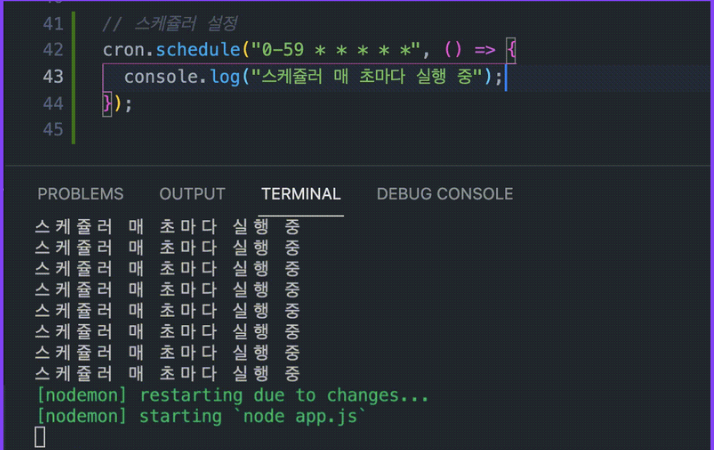 41 // 스케쥴러 설정
42 cron.schedule("0-59 * * * * *", () => {
43 console.log("스케쥴러 매 초마다 실행 중");
44 });
45
PROBLEMS OUTPUT TERMINAL DEBUG CONSOLE
스케쥴러 매 초마다 실행 중
스케쥴러 매 초마다 실행 중
스케쥴러 매 초마다 실행 중
스케쥴러 매 초마다 실행 중
스케쥴러 매 초마다 실행 중
스케쥴러 매 초마다 실행 중
스케쥴러 매 초마다 실행 중
스케쥴러 매 초마다 실행 중
[nodemon] restarting due to changes...
[nodemon] starting `node app.js`